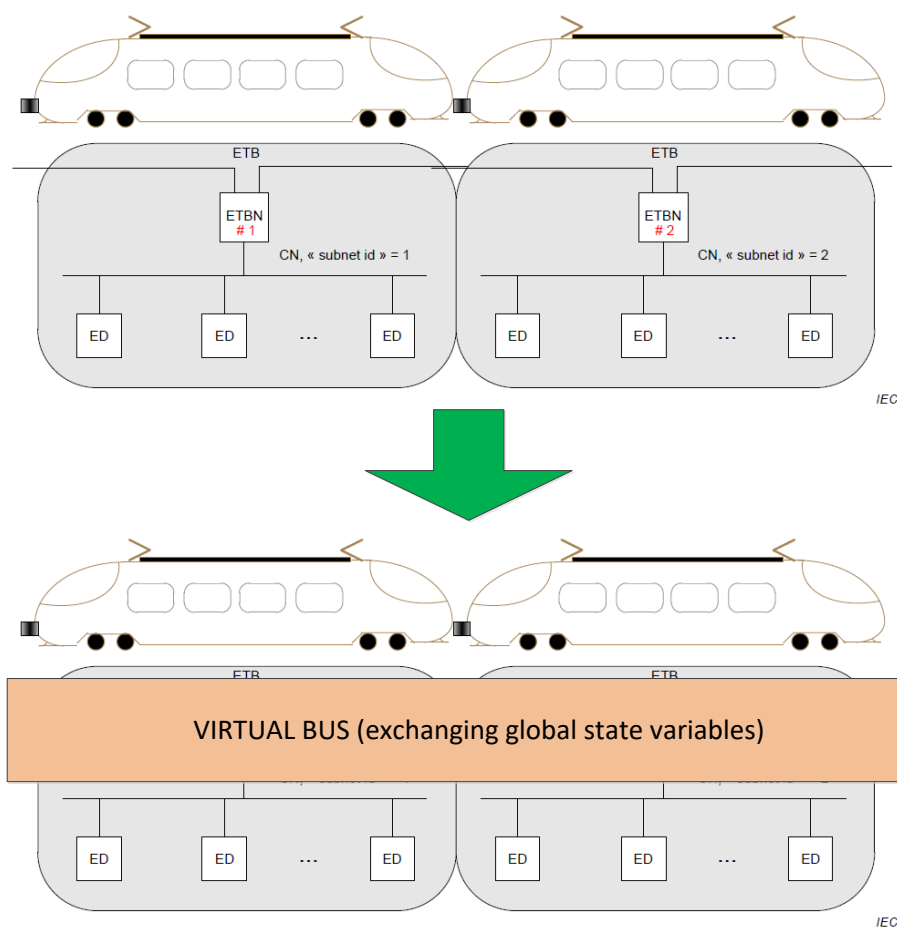 ETB ETB
ETBN ETBN
# 1 # 2
CN, « subnet id » = 1 CN, « subnet id » = 2
ED ED ... ED ED ED ... ED
IEC
ETB ETB
VIRTUAL BUS (exchanging global state variables)
ED ED ... ED ED ED ... ED
IEC